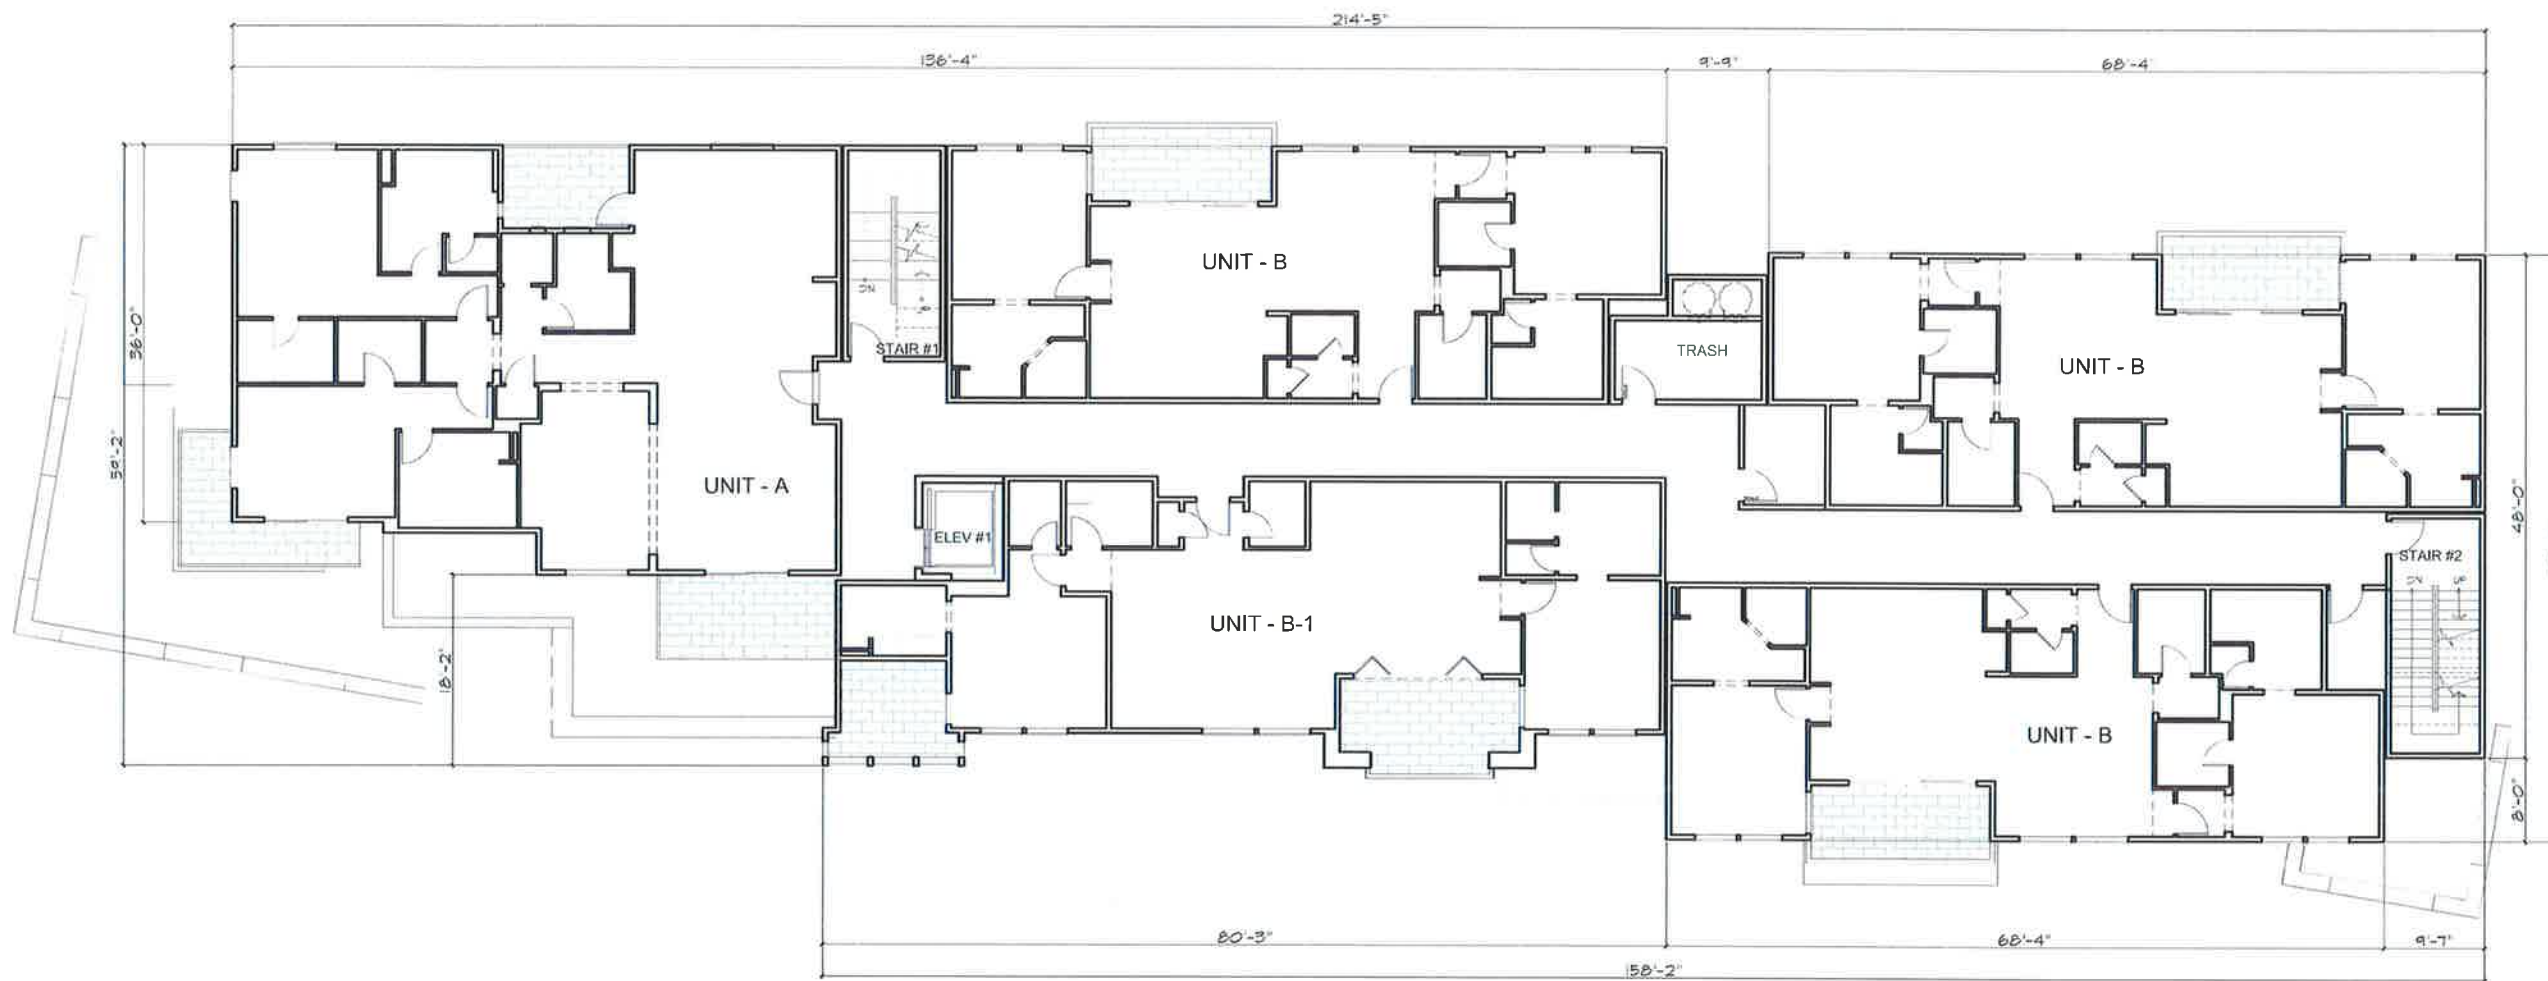 214'-5"
136'-4"
9'-9"
68'-4
UNIT - B
36'-0"
59'-2"
DN
UP
STAIR #1
TRASH
UNIT - B
UNIT - A
48'-0"
ELEV #1
STAIR #2
DN
UP
UNIT - B-1
18'-2"
UNIT - B
8'-0"
80'-3"
68'-4"
9'-7"
158'-2"